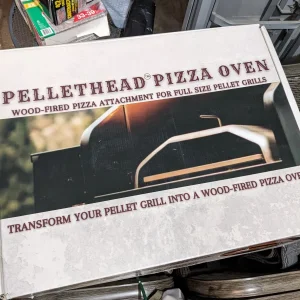 PELLETHEAD™ PIZZA OVEN
WOOD-FIRED PIZZA ATTACHMENT FOR FULL SIZE PELLET GRILLS
TRANSFORM YOUR PELLET GRILL INTO A WOOD-FIRED PIZZA OVEN